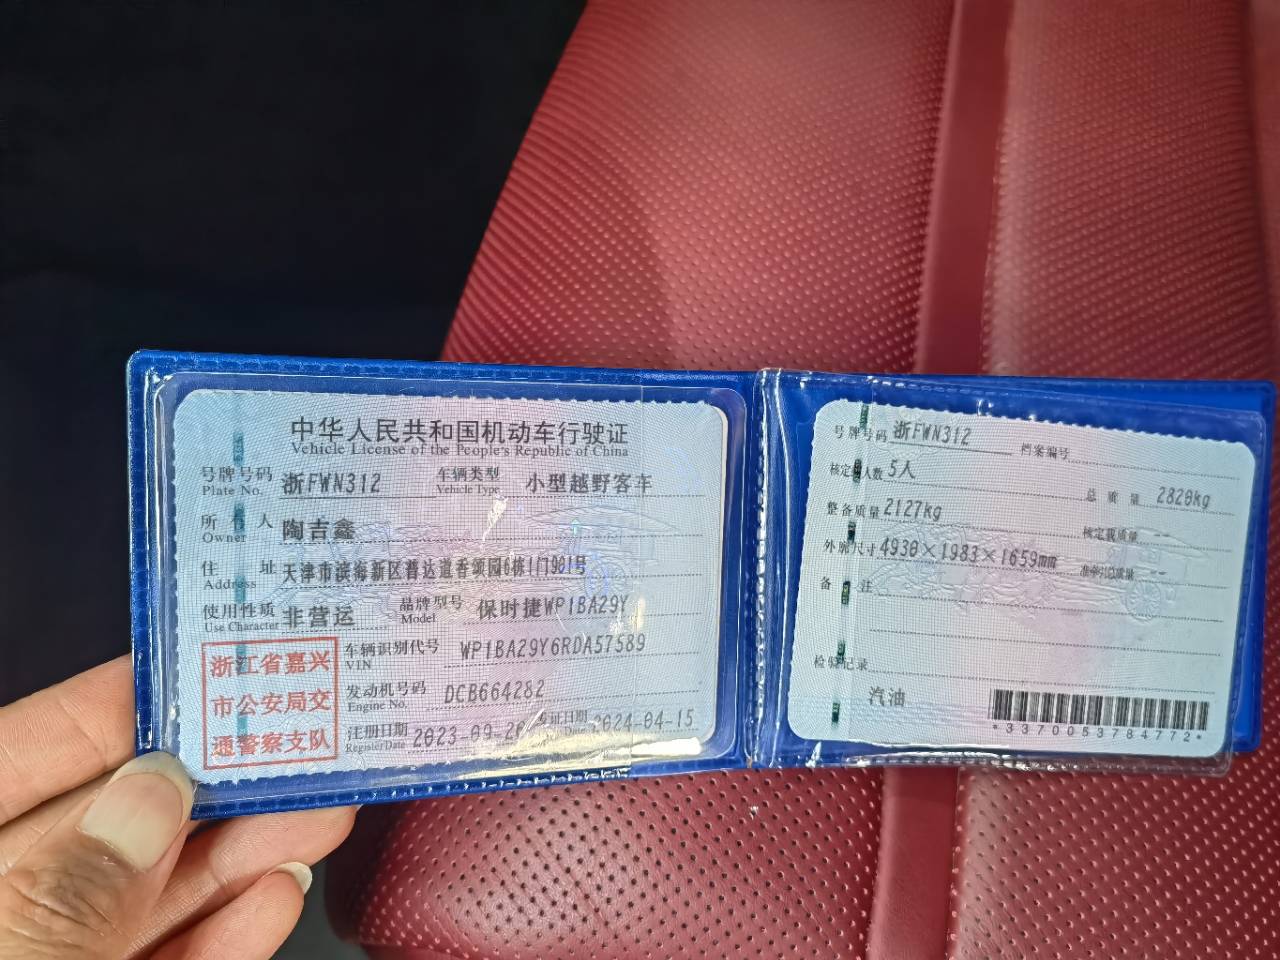 中华人民共和国机动车行驶证
Vehicle License of the People's Republic of China
号牌号码 浙FWN312 车辆类型 小型越野客车
Plate No. Vehicle Type
所有人 陶吉鑫
Owner
住址 天津市滨海新区普达道香颂园6栋1门901号
Address
使用性质 非营运 品牌型号 保时捷WP1BA29Y
Use Character Model
浙江省嘉兴
市公安局交
通警察支队
车辆识别代号 WP1BA29Y6RDA57589
VIN
发动机号码 DCB664282
Engine No.
注册日期 2023-09-26 发证日期 2024-04-15
Register Date Date
号牌号码 浙FWN312 档案编号
核定载人数 5人 总质量 2820kg
整备质量 2127kg 核定载质量 --
外廓尺寸 4930×1983×1659mm 准牵引总质量 --
备注
检验记录
汽油
*3370053784772*